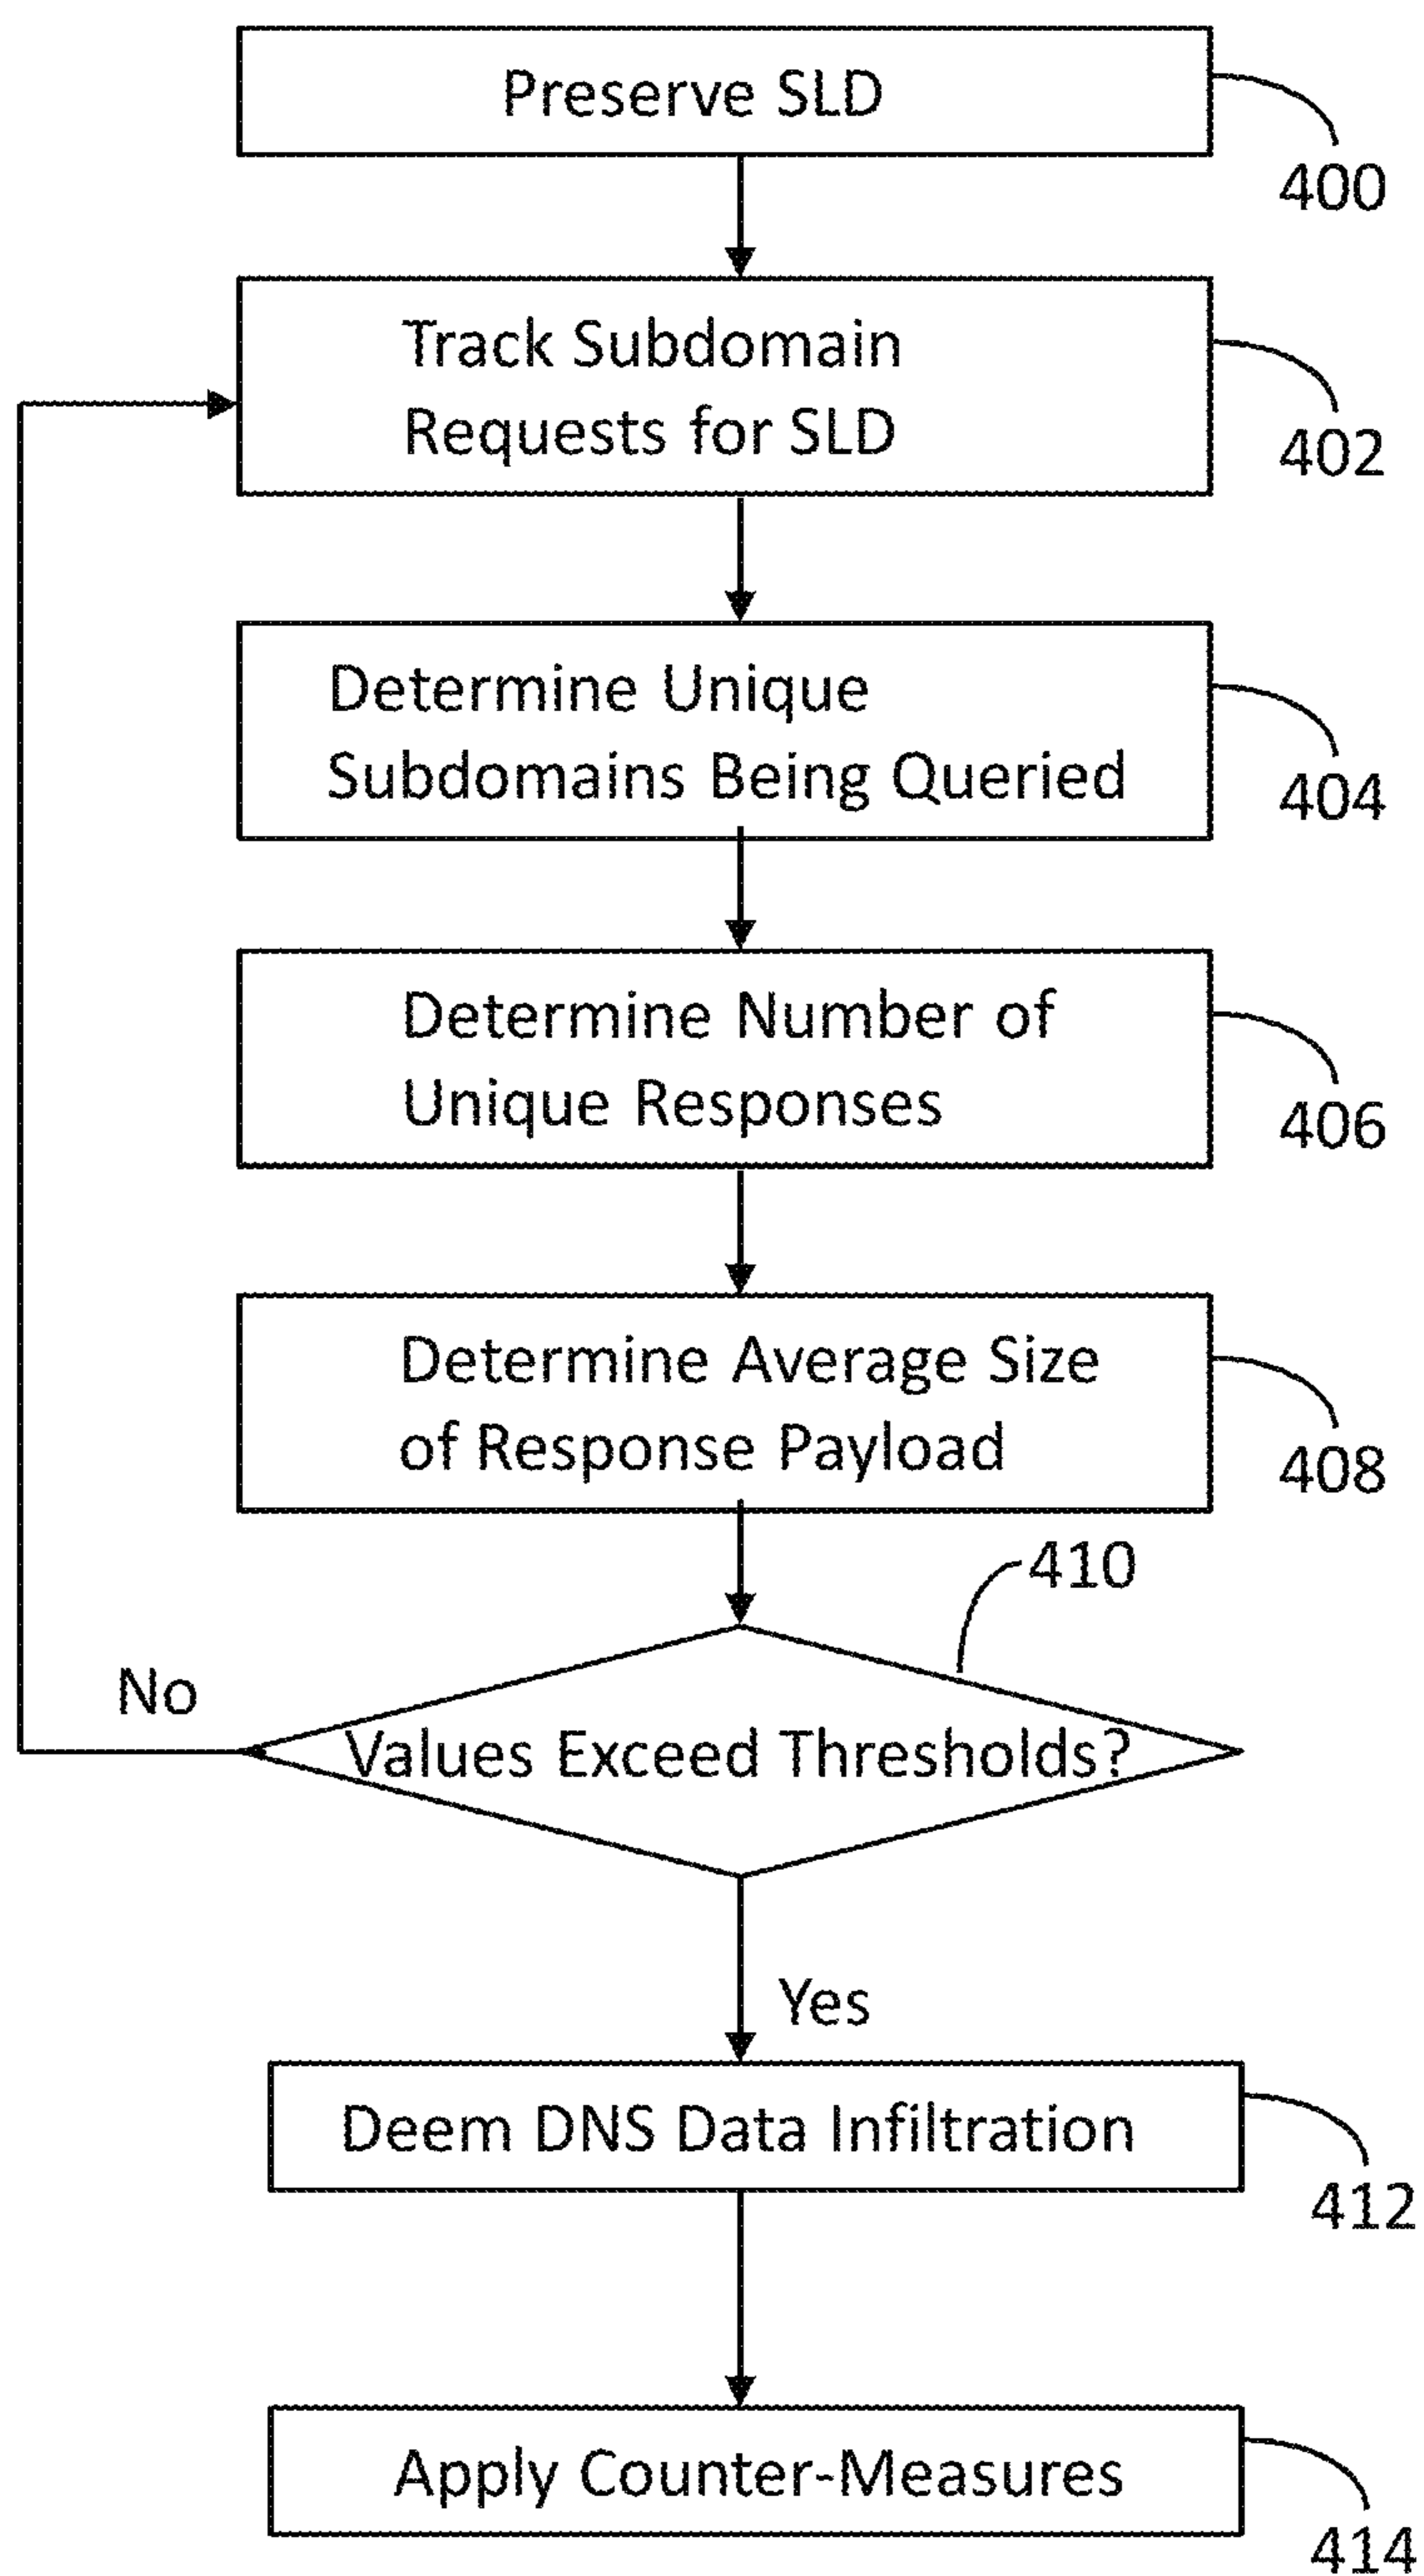 Preserve SLD
400
Track Subdomain
Requests for SLD
402
Determine Unique
Subdomains Being Queried
404
Determine Number of
Unique Responses
406
Determine Average Size
of Response Payload
408
410
No
Values Exceed Thresholds?
Yes
Deem DNS Data Infiltration
412
Apply Counter-Measures
414